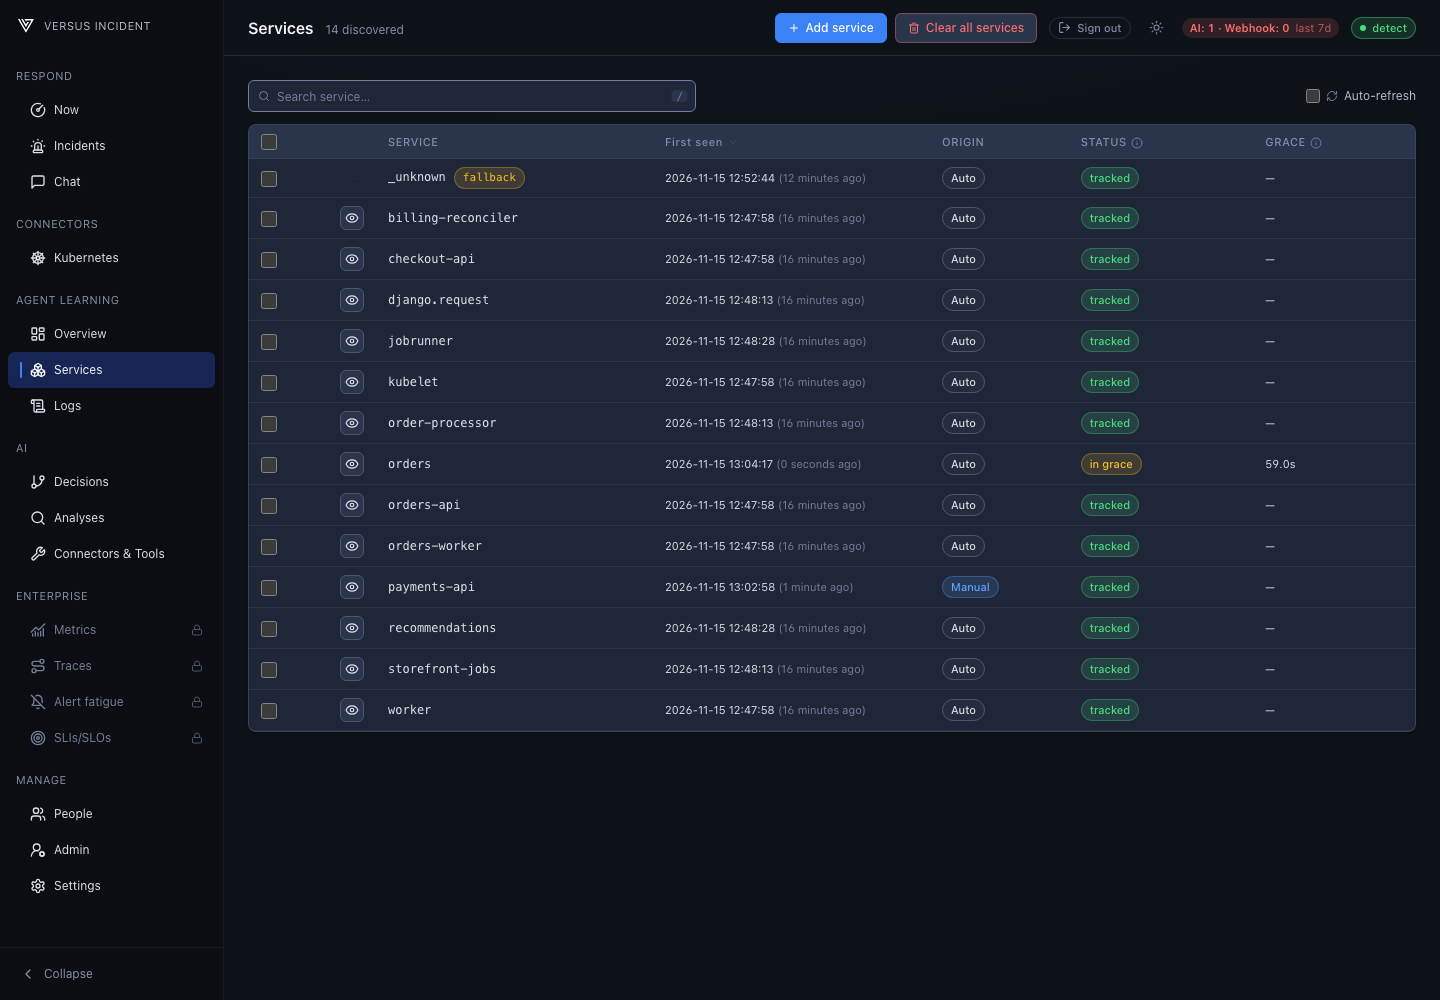 VERSUS INCIDENT
RESPOND
Now
Incidents
Chat
CONNECTORS
Kubernetes
AGENT LEARNING
Overview
Services
Logs
AI
Decisions
Analyses
Connectors & Tools
ENTERPRISE
Metrics
Traces
Alert fatigue
SLIs/SLOs
MANAGE
People
Admin
Settings
Collapse
Services 14 discovered
+ Add service
Clear all services
Sign out
AI: 1 · Webhook: 0 last 7d
detect
Search service... /
Auto-refresh
SERVICE First seen ORIGIN STATUS GRACE
_unknown fallback 2026-11-15 12:52:44 (12 minutes ago) Auto tracked —
billing-reconciler 2026-11-15 12:47:58 (16 minutes ago) Auto tracked —
checkout-api 2026-11-15 12:47:58 (16 minutes ago) Auto tracked —
django.request 2026-11-15 12:48:13 (16 minutes ago) Auto tracked —
jobrunner 2026-11-15 12:48:28 (16 minutes ago) Auto tracked —
kubelet 2026-11-15 12:47:58 (16 minutes ago) Auto tracked —
order-processor 2026-11-15 12:48:13 (16 minutes ago) Auto tracked —
orders 2026-11-15 13:04:17 (0 seconds ago) Auto in grace 59.0s
orders-api 2026-11-15 12:47:58 (16 minutes ago) Auto tracked —
orders-worker 2026-11-15 12:47:58 (16 minutes ago) Auto tracked —
payments-api 2026-11-15 13:02:58 (1 minute ago) Manual tracked —
recommendations 2026-11-15 12:48:28 (16 minutes ago) Auto tracked —
storefront-jobs 2026-11-15 12:48:13 (16 minutes ago) Auto tracked —
worker 2026-11-15 12:47:58 (16 minutes ago) Auto tracked —